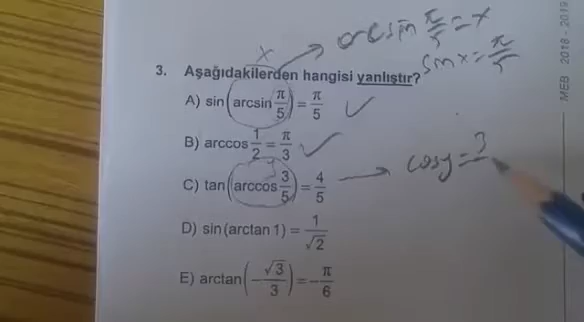 arcsin π/5 = x
sin x = π/5
x
3. Aşağıdakilerden hangisi yanlıştır?
A) sin(arcsin π/5) = π/5 ✓
B) arccos 1/2 = π/3 ✓
y
C) tan(arccos 3/5) = 4/5 → cos y = 3
D) sin(arctan 1) = 1/√2
E) arctan(-√3/3) = -π/6
MEB 2018 - 2019